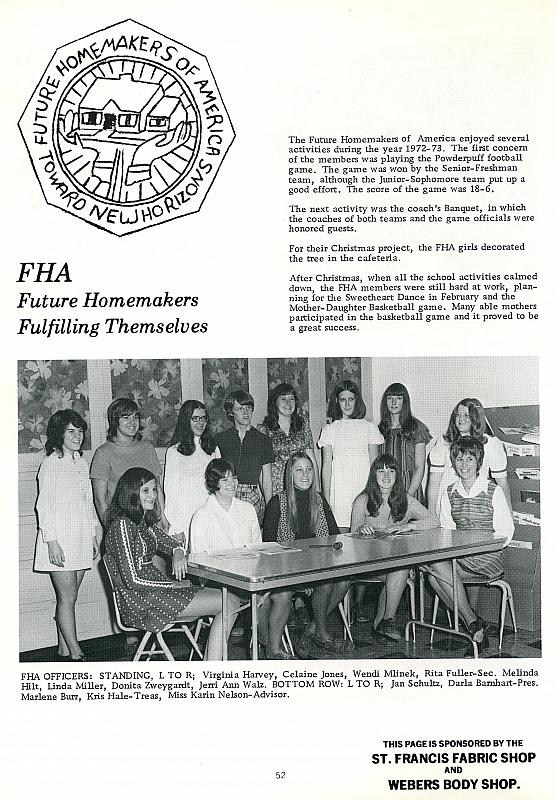 FUTURE HOMEMAKERS OF AMERICA
TOWARD NEW HORIZONS
The Future Homemakers of America enjoyed several
activities during the year 1972-73. The first concern
of the members was playing the Powderpuff football
game. The game was won by the Senior-Freshman
team, although the Junior-Sophomore team put up a
good effort. The score of the game was 18-6.
The next activity was the coach's Banquet, in which
the coaches of both teams and the game officials were
honored guests.
For their Christmas project, the FHA girls decorated
the tree in the cafeteria.
After Christmas, when all the school activities calmed
down, the FHA members were still hard at work, plan-
ning for the Sweetheart Dance in February and the
Mother-Daughter Basketball game. Many able mothers
participated in the basketball game and it proved to be
a great success.
FHA
Future Homemakers
Fulfilling Themselves
FHA OFFICERS: STANDING, L TO R; Virginia Harvey, Celaine Jones, Wendi Mlinek, Rita Fuller-Sec. Melinda
Hilt, Linda Miller, Donita Zweygardt, Jerri Ann Walz. BOTTOM ROW: L TO R; Jan Schultz, Darla Barnhart-Pres.
Marlene Burr, Kris Hale-Treas, Miss Karin Nelson-Advisor.
THIS PAGE IS SPONSORED BY THE
ST. FRANCIS FABRIC SHOP
AND
WEBERS BODY SHOP.
52